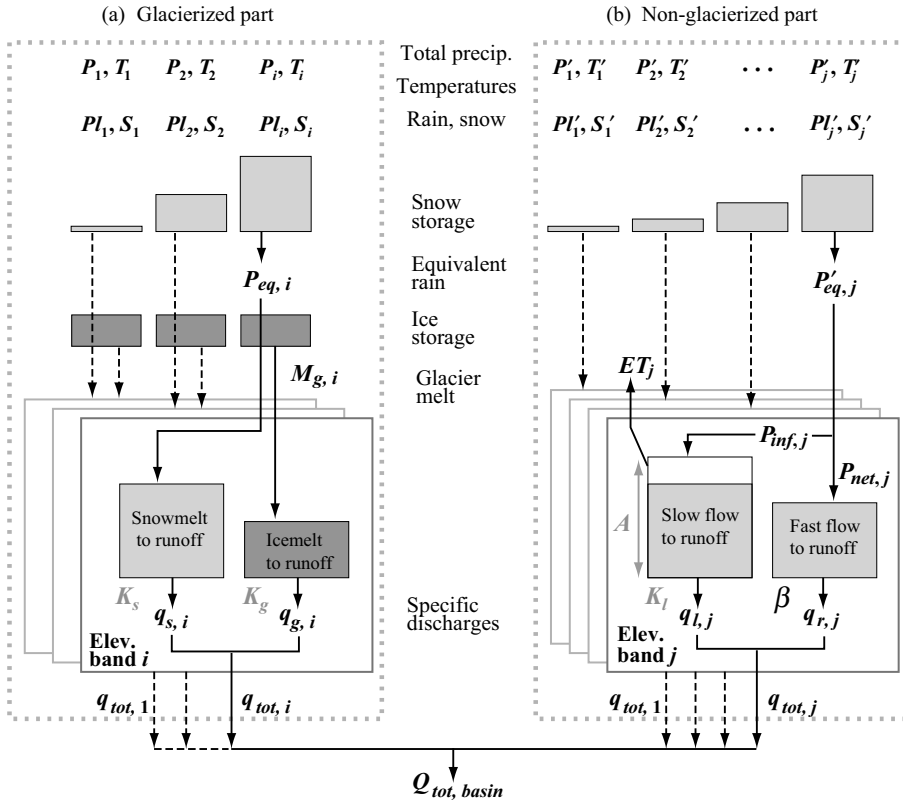 (a) Glacierized part
(b) Non-glacierized part
P1, T1 P2, T2 Pi, Ti
Total precip.
Temperatures
P′1, T′1 P′2, T′2 ... P′j, T′j
Pl1, S1 Pl2, S2 Pli, Si
Rain, snow
Pl′1, S1′ Pl′2, S2′ ... Pl′j, Sj′
Snow
storage
Peq, i
Equivalent
rain
P′eq, j
Ice
storage
Mg, i
Glacier
melt
ETj
Pinf, j
Pnet, j
Snowmelt
to runoff
Icemelt
to runoff
A
Slow flow
to runoff
Fast flow
to runoff
Ks
Kg
Kl
β
qs, i
qg, i
Specific
discharges
ql, j
qr, j
Elev.
band i
Elev.
band j
qtot, 1
qtot, i
qtot, 1
qtot, j
Qtot, basin